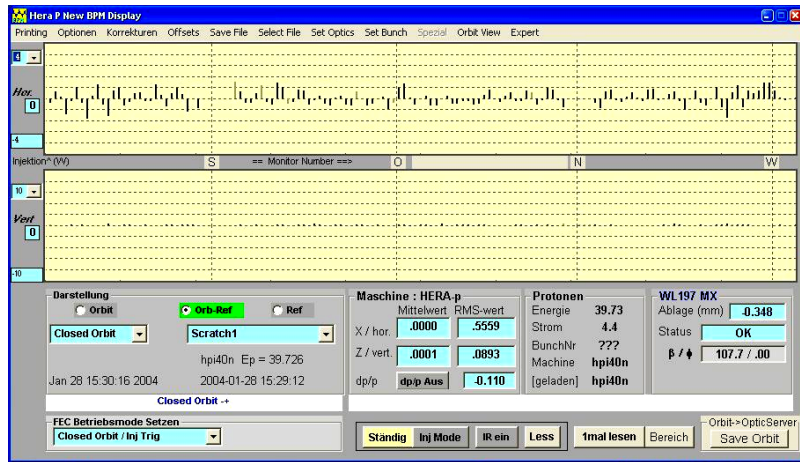 Hera P New BPM Display
Printing Optionen Korrekturen Offsets Save File Select File Set Optics Set Bunch Spezial Orbit View Expert
4
Hor.
0
-4
Injektion^ (W) S == Monitor Number ==> O N W
10
Vert
0
-10
Darstellung
Orbit Orb-Ref Ref
Closed Orbit Scratch1
hpi40n Ep = 39.726
Jan 28 15:30:16 2004 2004-01-28 15:29:12
Closed Orbit -+
FEC Betriebsmode Setzen
Closed Orbit / Inj Trig
Maschine : HERA-p
Mittelwert RMS-wert
X / hor. .0000 .5559
Z / vert. .0001 .0893
dp/p dp/p Aus -0.110
Protonen
Energie 39.73
Strom 4.4
BunchNr ???
Machine hpi40n
[geladen] hpi40n
WL197 MX
Ablage (mm) -0.348
Status OK
β / ϕ 107.7 / .00
Ständig Inj Mode IR ein Less 1mal lesen Bereich
Orbit->OpticServer
Save Orbit